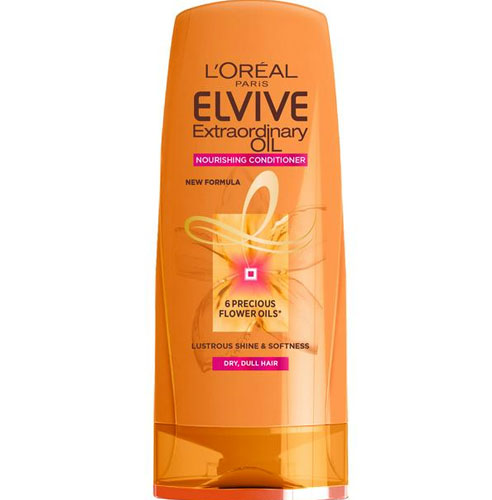 L'ORÉAL
PARIS
ELVIVE
Extraordinary
OIL
NOURISHING CONDITIONER
NEW FORMULA
6 PRECIOUS
FLOWER OILS*
LUSTROUS SHINE & SOFTNESS
DRY, DULL HAIR